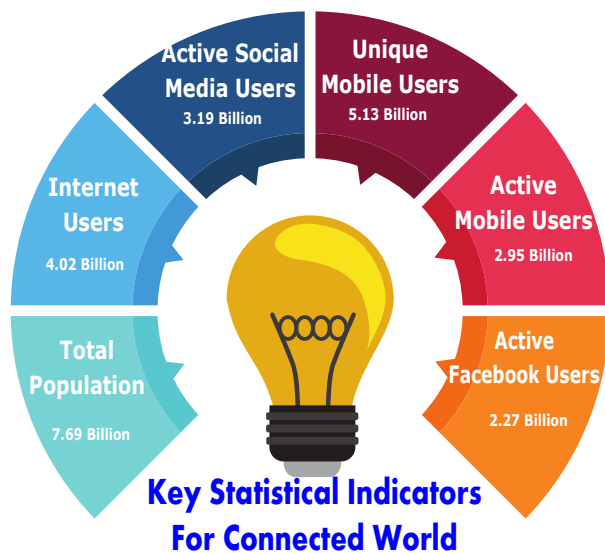 Total
Population
7.69 Billion
Internet
Users
4.02 Billion
Active Social
Media Users
3.19 Billion
Unique
Mobile Users
5.13 Billion
Active
Mobile Users
2.95 Billion
Active
Facebook Users
2.27 Billion
Key Statistical Indicators
For Connected World